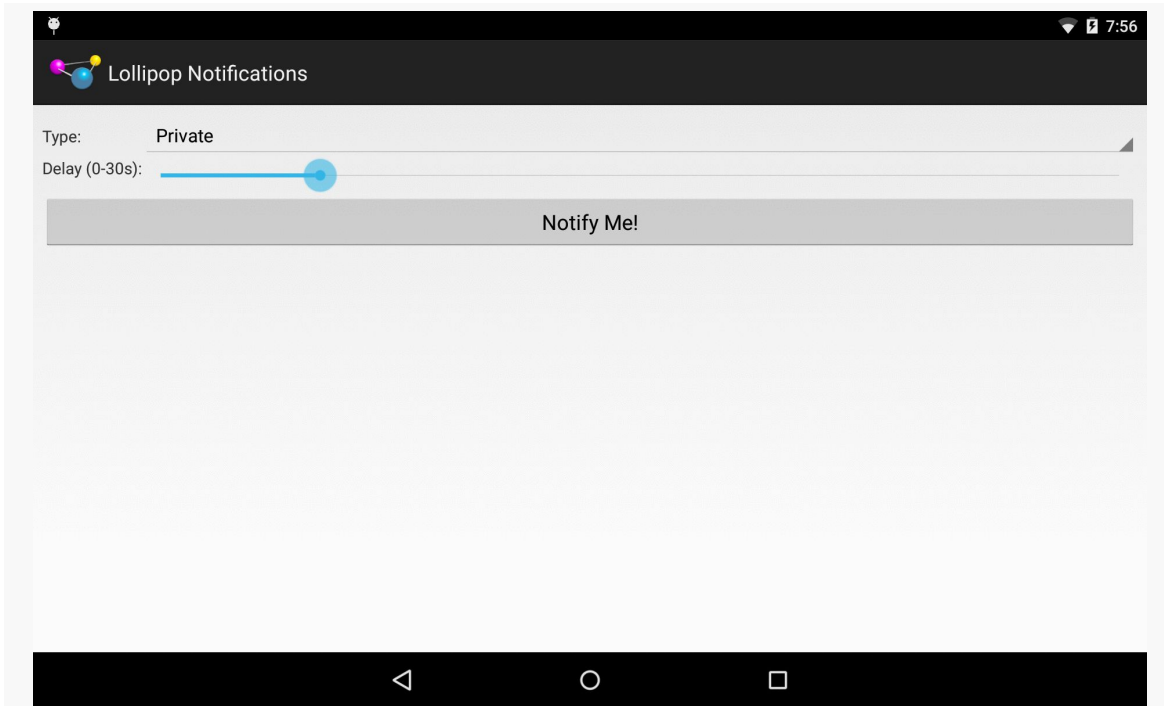 7:56
Lollipop Notifications
Type: Private
Delay (0-30s):
Notify Me!